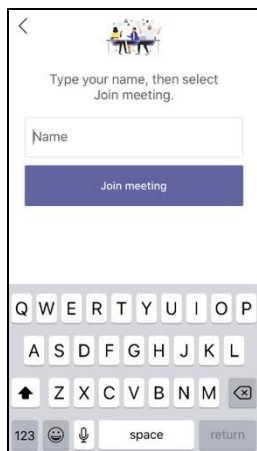 Type your name, then select
Join meeting.
Name
Join meeting
Q W E R T Y U I O P
A S D F G H J K L
Z X C V B N M
123 space return